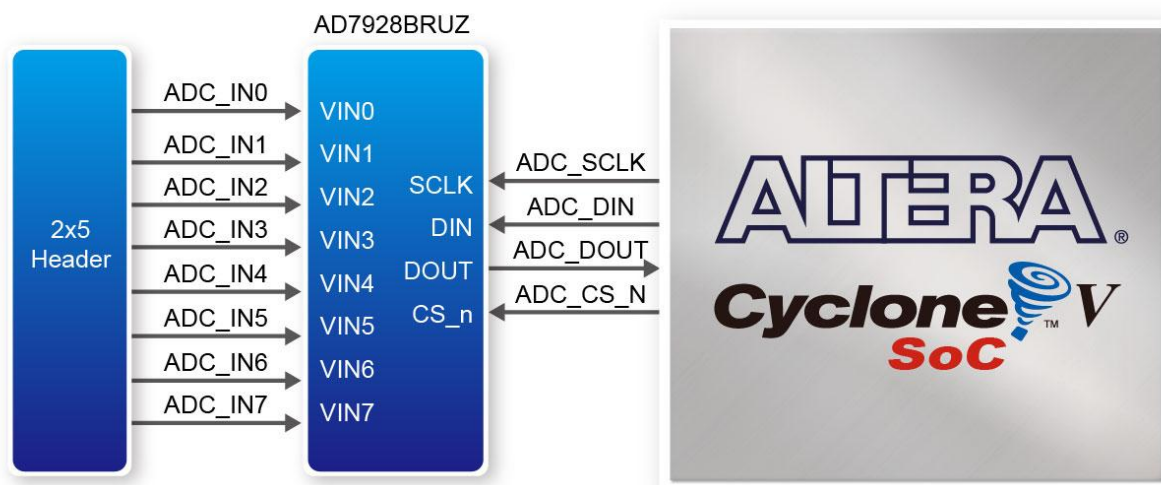 AD7928BRUZ
2x5
Header
ADC_IN0
ADC_IN1
ADC_IN2
ADC_IN3
ADC_IN4
ADC_IN5
ADC_IN6
ADC_IN7
VIN0
VIN1
VIN2
VIN3
VIN4
VIN5
VIN6
VIN7
SCLK
DIN
DOUT
CS_n
ADC_SCLK
ADC_DIN
ADC_DOUT
ADC_CS_N
ALTERA®
Cyclone™ V
SoC